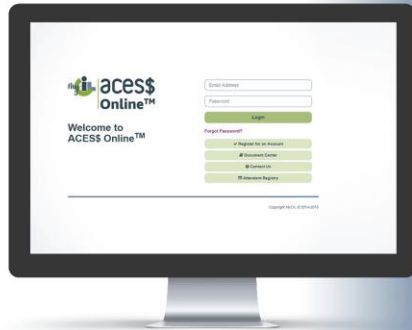 aces$
Online™
Welcome to
ACES$ Online™
Email Address
Password
Login
Forgot Password?
Register for an Account
Document Center
Contact Us
Attendant Registry